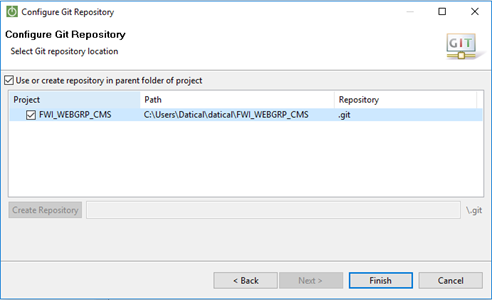 Configure Git Repository
Configure Git Repository
Select Git repository location
GIT
Use or create repository in parent folder of project
Project Path Repository
FWI_WEBGRP_CMS C:\Users\Datical\datical\FWI_WEBGRP_CMS .git
Create Repository \.git
< Back Next > Finish Cancel